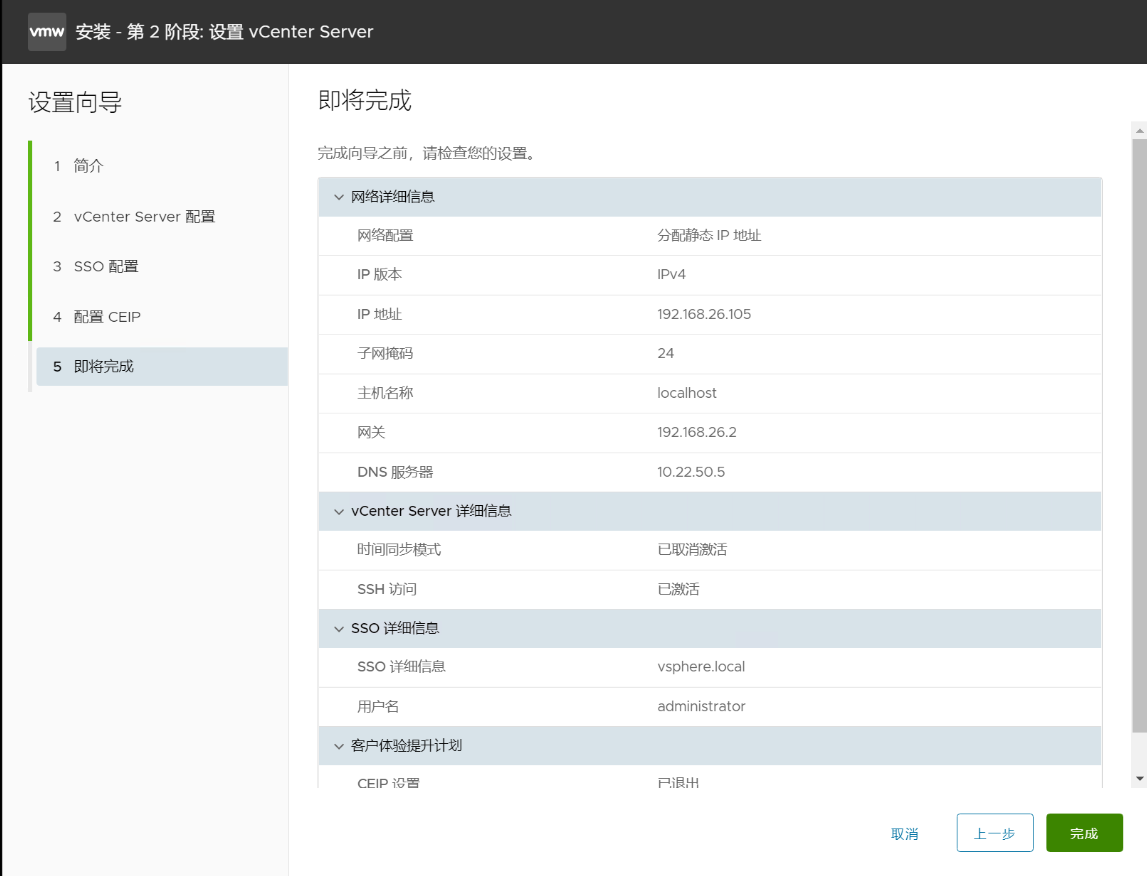 vmw 安装 - 第 2 阶段: 设置 vCenter Server
设置向导
1 简介
2 vCenter Server 配置
3 SSO 配置
4 配置 CEIP
5 即将完成
即将完成
完成向导之前，请检查您的设置。
网络详细信息
网络配置 分配静态 IP 地址
IP 版本 IPv4
IP 地址 192.168.26.105
子网掩码 24
主机名称 localhost
网关 192.168.26.2
DNS 服务器 10.22.50.5
vCenter Server 详细信息
时间同步模式 已取消激活
SSH 访问 已激活
SSO 详细信息
SSO 详细信息 vsphere.local
用户名 administrator
客户体验提升计划
CEIP 设置 已退出
取消 上一步 完成